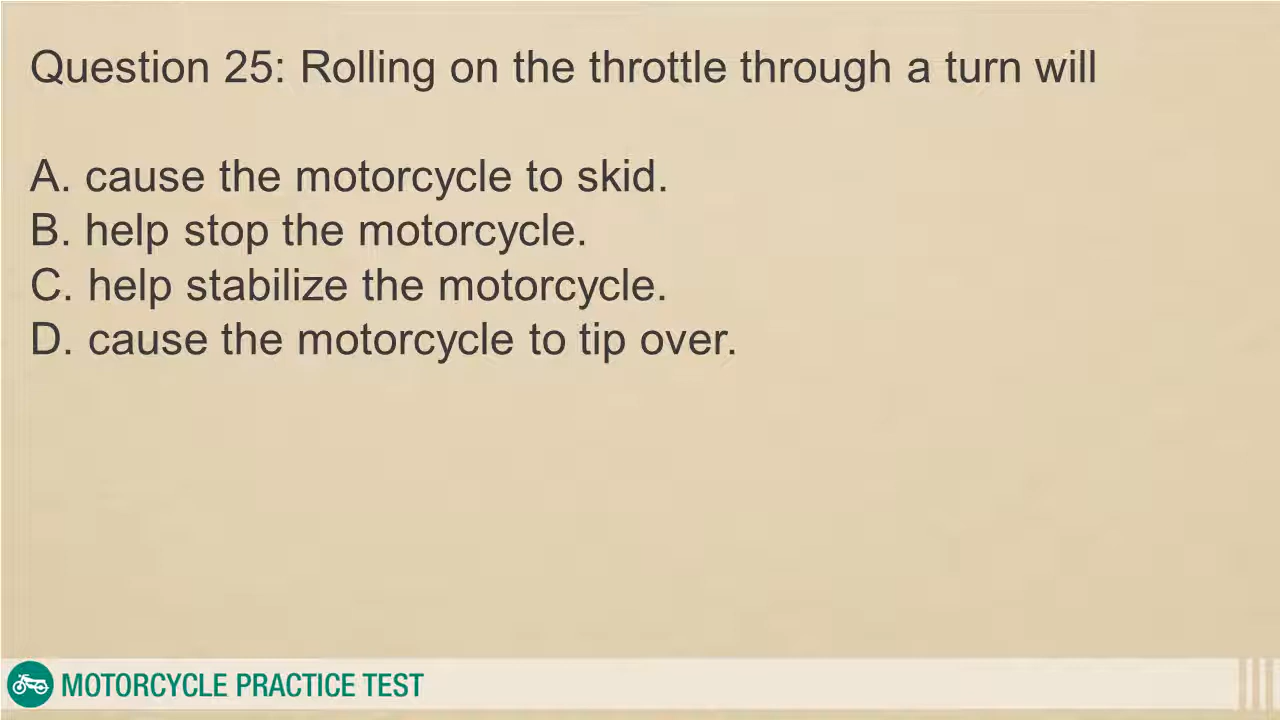 Question 25: Rolling on the throttle through a turn will
A. cause the motorcycle to skid.
B. help stop the motorcycle.
C. help stabilize the motorcycle.
D. cause the motorcycle to tip over.
MOTORCYCLE PRACTICE TEST